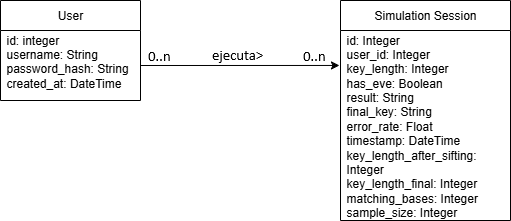 User
id: integer
username: String
password_hash: String
created_at: DateTime
0..n
ejecuta>
0..n
Simulation Session
id: Integer
user_id: Integer
key_length: Integer
has_eve: Boolean
result: String
final_key: String
error_rate: Float
timestamp: DateTime
key_length_after_sifting:
Integer
key_length_final: Integer
matching_bases: Integer
sample_size: Integer